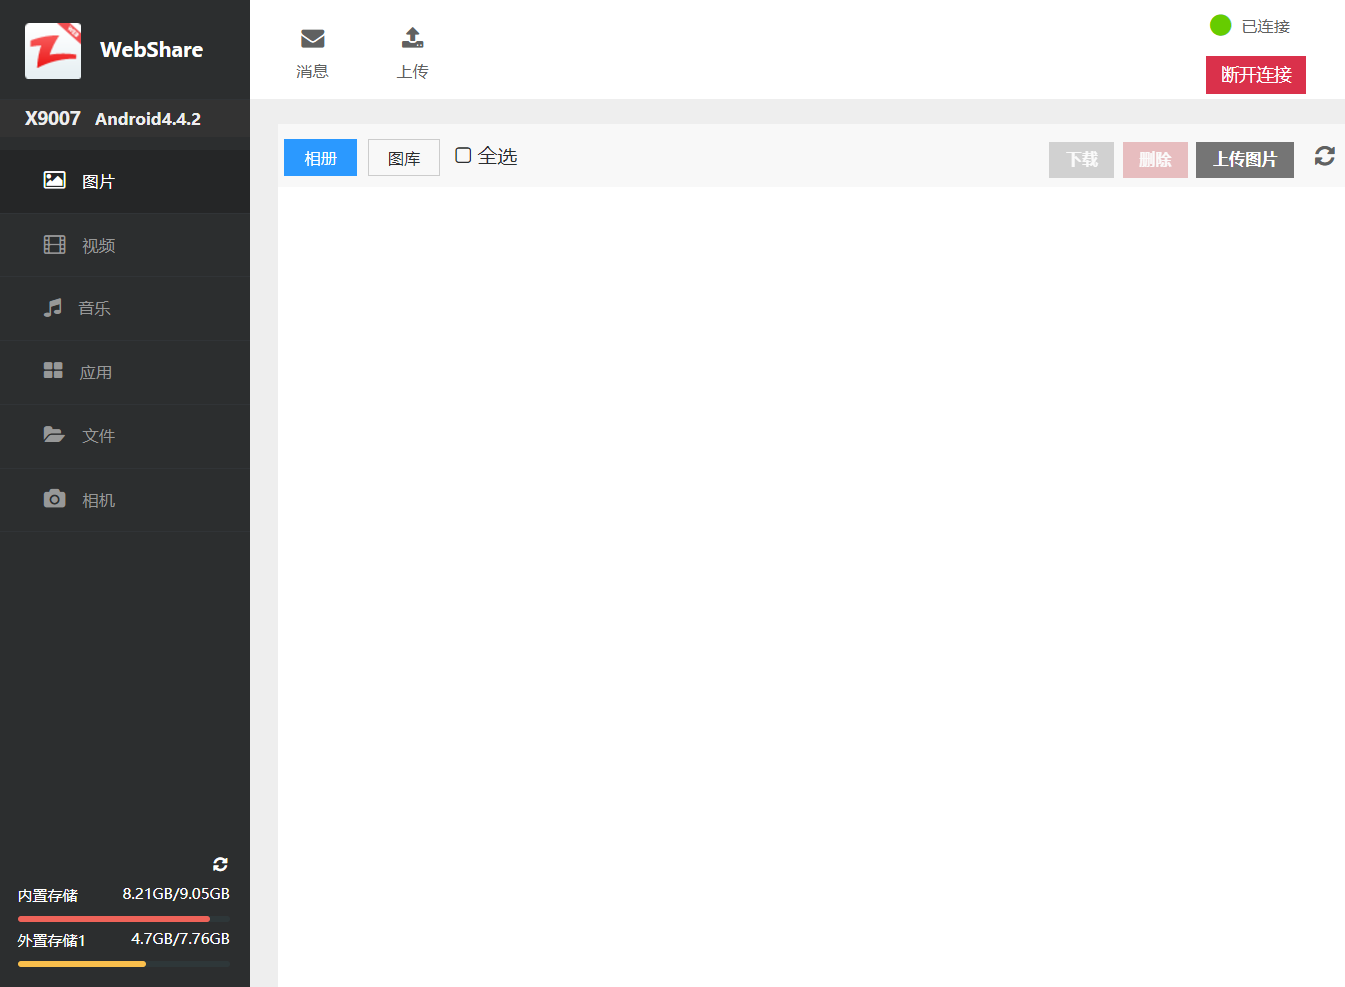 WebShare
X9007 Android4.4.2
图片
视频
音乐
应用
文件
相机
内置存储 8.21GB/9.05GB
外置存储1 4.7GB/7.76GB
消息 上传
已连接
断开连接
相册 图库 全选 下载 删除 上传图片